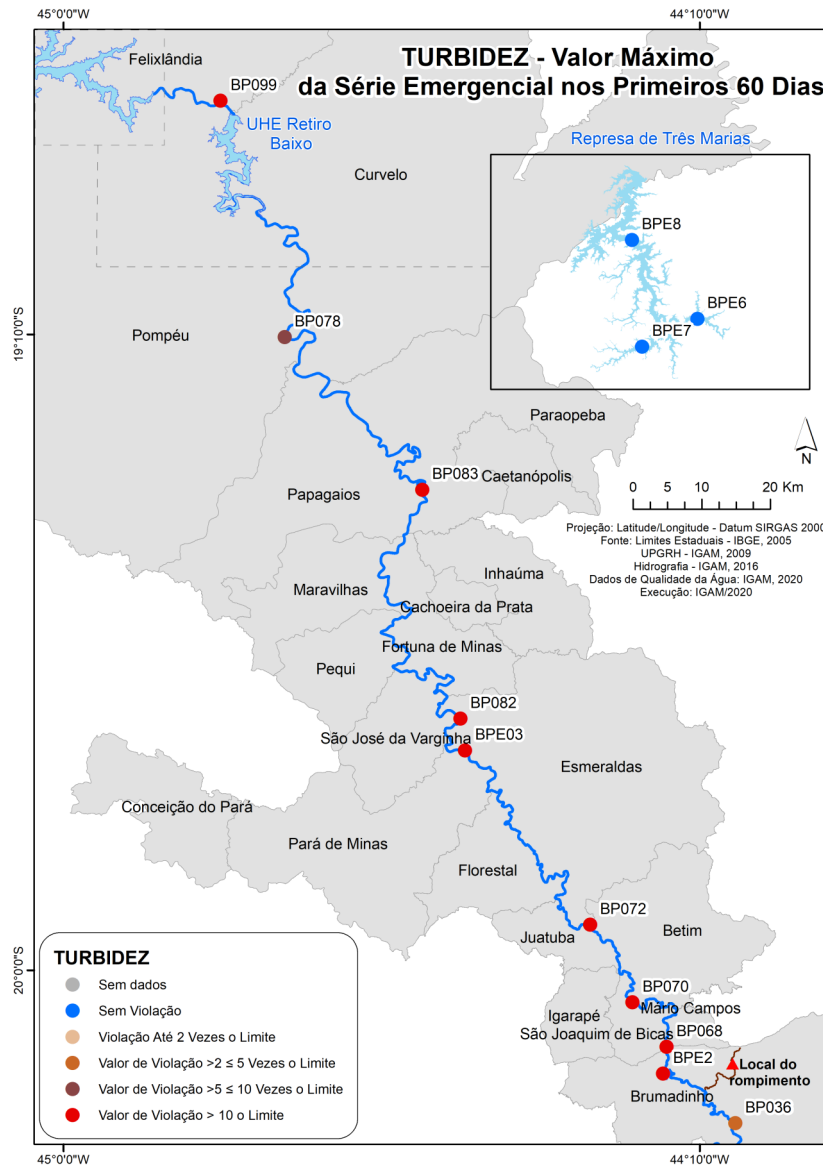 45°0'0"W
44°10'0"W
TURBIDEZ - Valor Máximo
da Série Emergencial nos Primeiros 60 Dias
Felixlândia
BP099
UHE Retiro
Baixo
Represa de Três Marias
Curvelo
BPE8
BPE6
BPE7
19°10'0"S
Pompéu
BP078
Paraopeba
N
BP083
Caetanópolis
Papagaios
0 5 10 20 Km
Projeção: Latitude/Longitude - Datum SIRGAS 2000
Fonte: Limites Estaduais - IBGE, 2005
UPGRH - IGAM, 2009
Hidrografia - IGAM, 2016
Dados de Qualidade da Água: IGAM, 2020
Execução: IGAM/2020
Inhaúma
Maravilhas
Cachoeira da Prata
Fortuna de Minas
Pequi
BP082
São José da Varginha
BPE03
Esmeraldas
Conceição do Pará
Pará de Minas
Florestal
BP072
Juatuba
Betim
20°0'0"S
BP070
Mário Campos
Igarapé
São Joaquim de Bicas
BP068
BPE2
Local do
rompimento
Brumadinho
BP036
TURBIDEZ
Sem dados
Sem Violação
Violação Até 2 Vezes o Limite
Valor de Violação >2 ≤ 5 Vezes o Limite
Valor de Violação >5 ≤ 10 Vezes o Limite
Valor de Violação > 10 o Limite
45°0'0"W
44°10'0"W